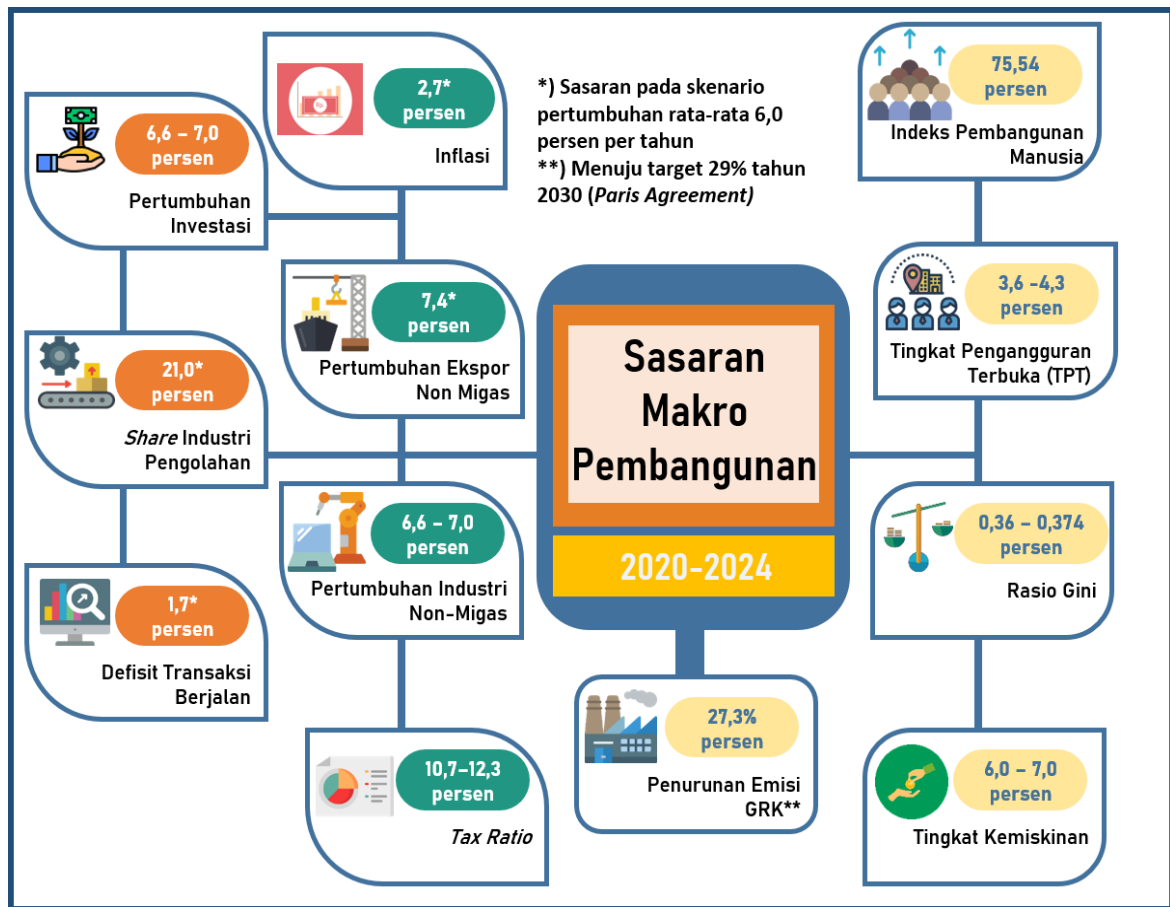 6,6 – 7,0
persen
Pertumbuhan
Investasi
21,0*
persen
Share Industri
Pengolahan
1,7*
persen
Defisit Transaksi
Berjalan
2,7*
persen
Inflasi
7,4*
persen
Pertumbuhan Ekspor
Non Migas
6,6 – 7,0
persen
Pertumbuhan Industri
Non-Migas
10,7–12,3
persen
Tax Ratio
*) Sasaran pada skenario
pertumbuhan rata-rata 6,0
persen per tahun
**) Menuju target 29% tahun
2030 (Paris Agreement)
Sasaran
Makro
Pembangunan
2020-2024
27,3%
persen
Penurunan Emisi
GRK**
75,54
persen
Indeks Pembangunan
Manusia
3,6 -4,3
persen
Tingkat Pengangguran
Terbuka (TPT)
0,36 – 0,374
persen
Rasio Gini
6,0 – 7,0
persen
Tingkat Kemiskinan